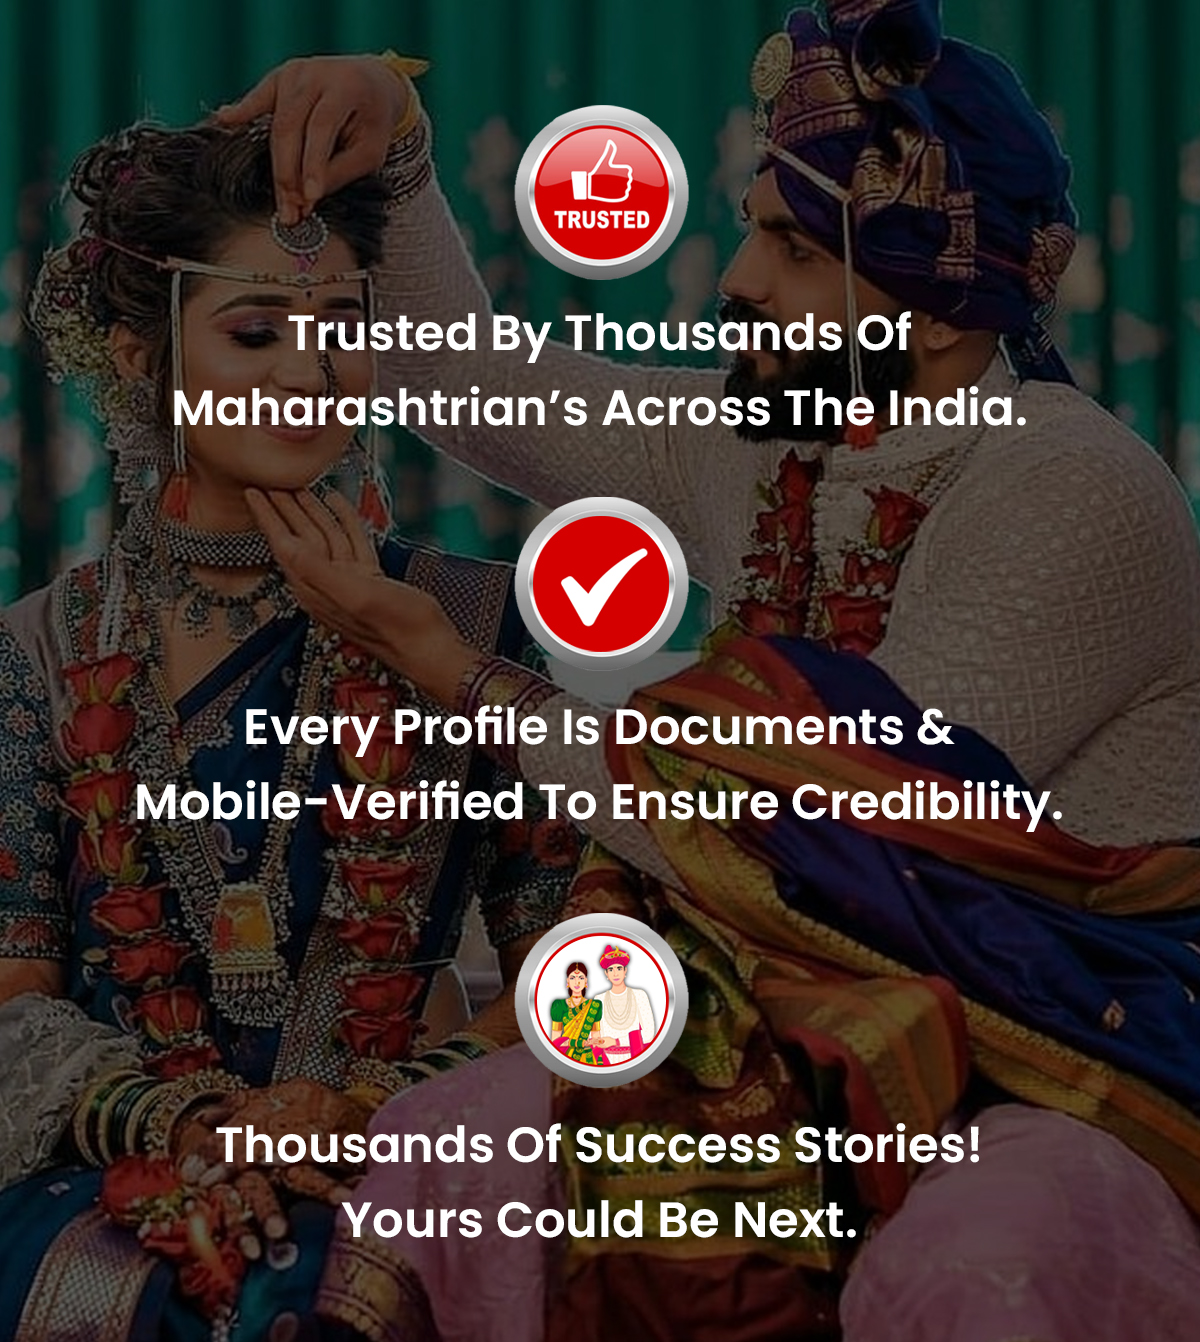 TRUSTED
Trusted By Thousands Of
Maharashtrian’s Across The India.
Every Profile Is Documents &
Mobile-Verified To Ensure Credibility.
Thousands Of Success Stories!
Yours Could Be Next.